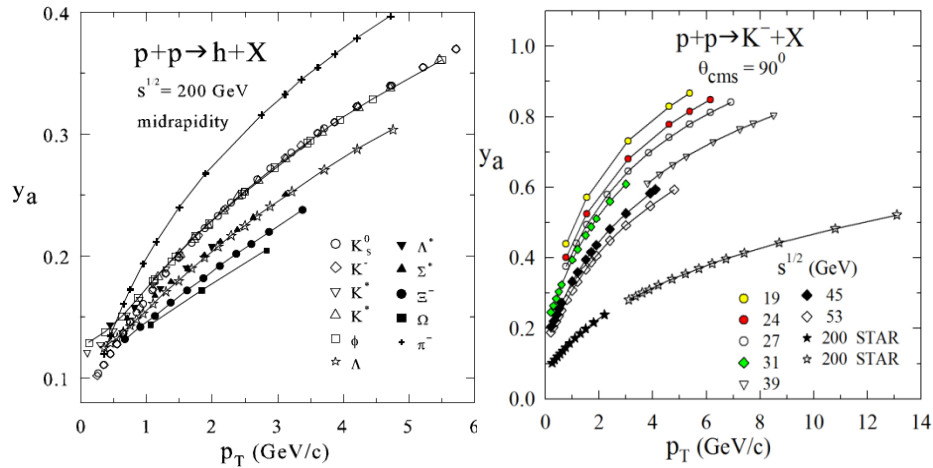 0.4
0.3
0.2
0.1
y_a
p+p→h+X
s^{1/2} = 200 GeV
midrapidity
K^0_s
K^-
K^*
K^*
ϕ
Λ
Λ^*
Σ^*
Ξ^-
Ω
π^-
0 1 2 3 4 5 6
p_T (GeV/c)
1.0
0.8
0.6
0.4
0.2
0.0
y_a
p+p→K^-+X
θ_cms = 90^0
s^{1/2} (GeV)
19
24
27
31
39
45
53
200 STAR
200 STAR
0 2 4 6 8 10 12 14
p_T (GeV/c)